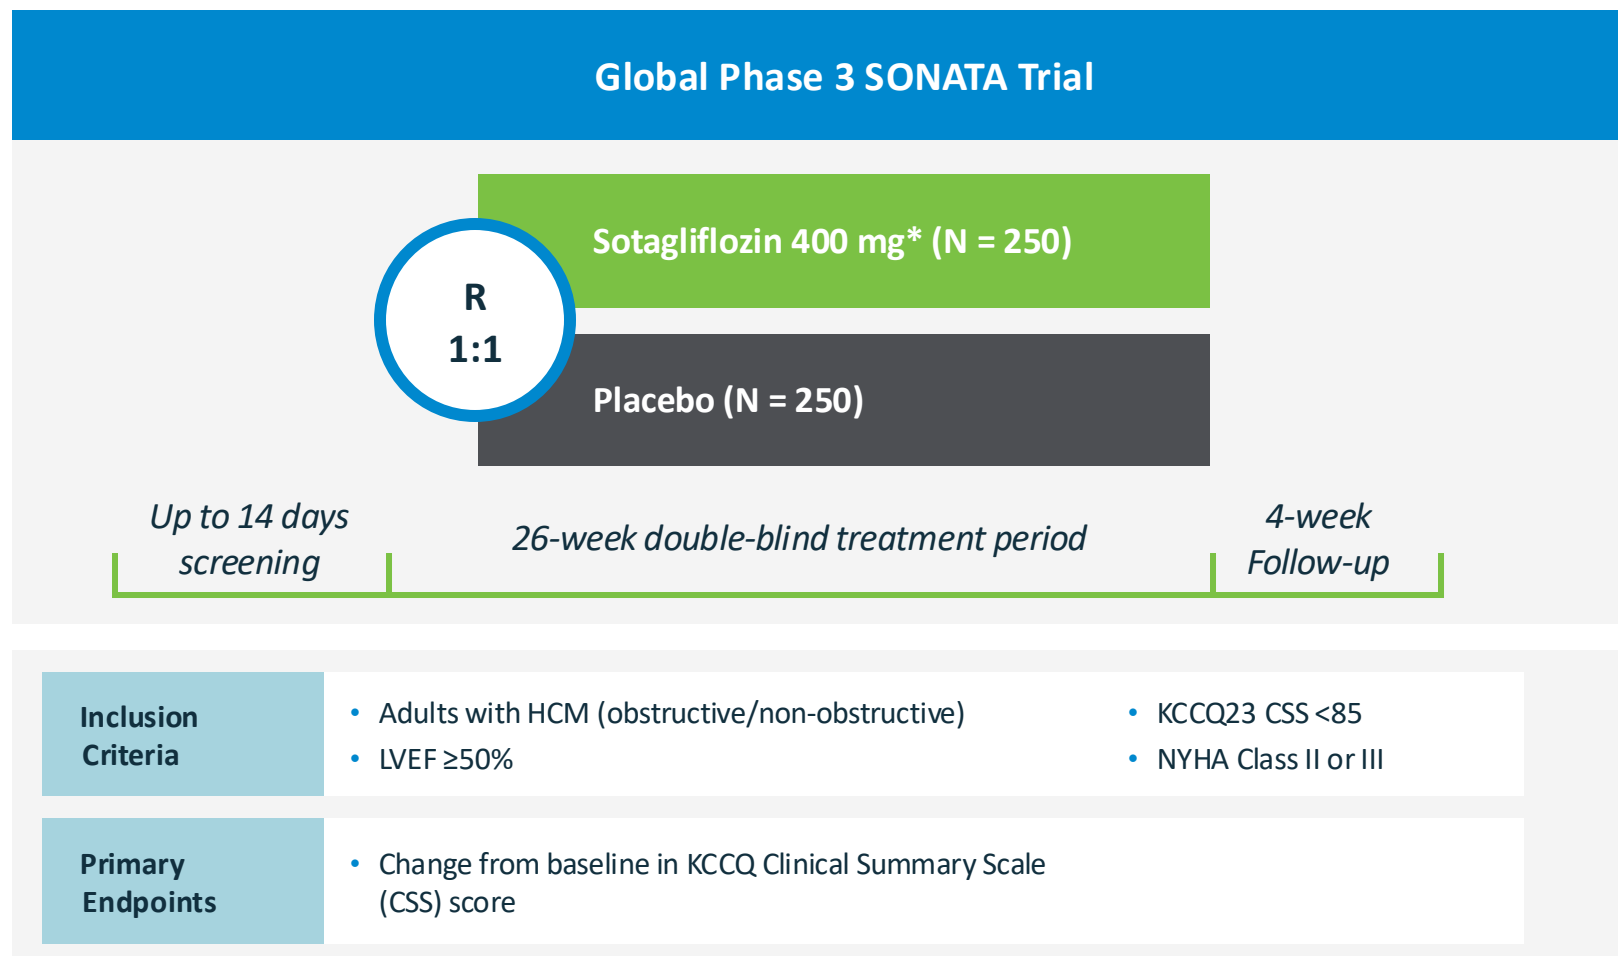 Global Phase 3 SONATA Trial
Sotagliflozin 400 mg* (N = 250)
R
1:1
Placebo (N = 250)
Up to 14 days
screening
26-week double-blind treatment period
4-week
Follow-up
Inclusion
Criteria
• Adults with HCM (obstructive/non-obstructive)
• LVEF ≥50%
• KCCQ23 CSS <85
• NYHA Class II or III
Primary
Endpoints
• Change from baseline in KCCQ Clinical Summary Scale
(CSS) score